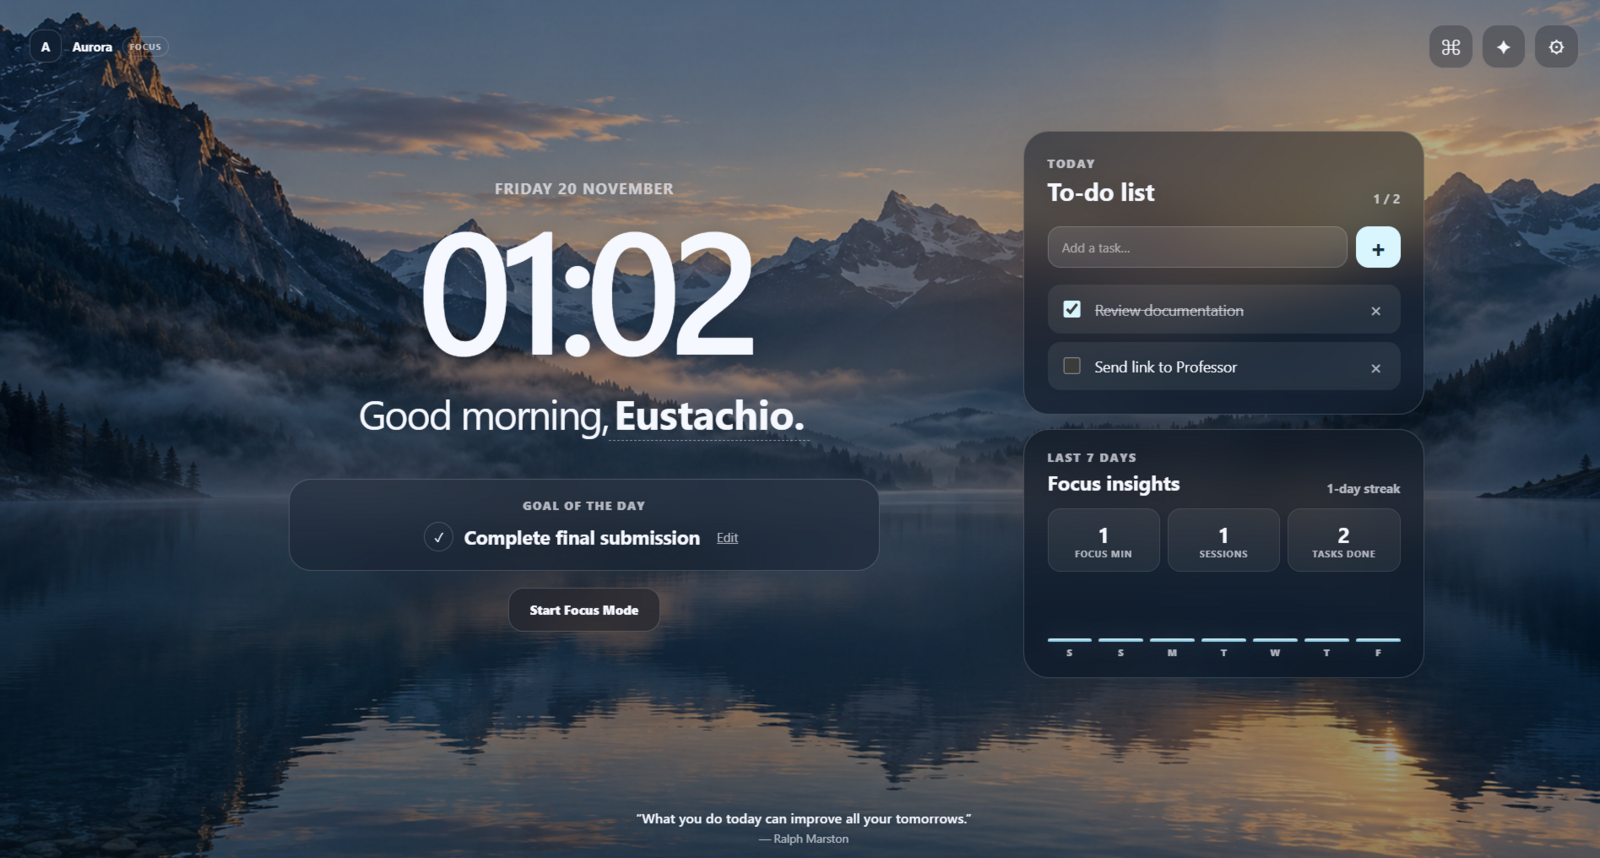 A Aurora FOCUS
FRIDAY 20 NOVEMBER
01:02
Good morning, Eustachio.
GOAL OF THE DAY
✓ Complete final submission Edit
Start Focus Mode
TODAY
To-do list
1 / 2
Add a task...
+
Review documentation ×
Send link to Professor ×
LAST 7 DAYS
Focus insights
1-day streak
1 1 2
FOCUS MIN SESSIONS TASKS DONE
S S M T W T F
"What you do today can improve all your tomorrows."
— Ralph Marston